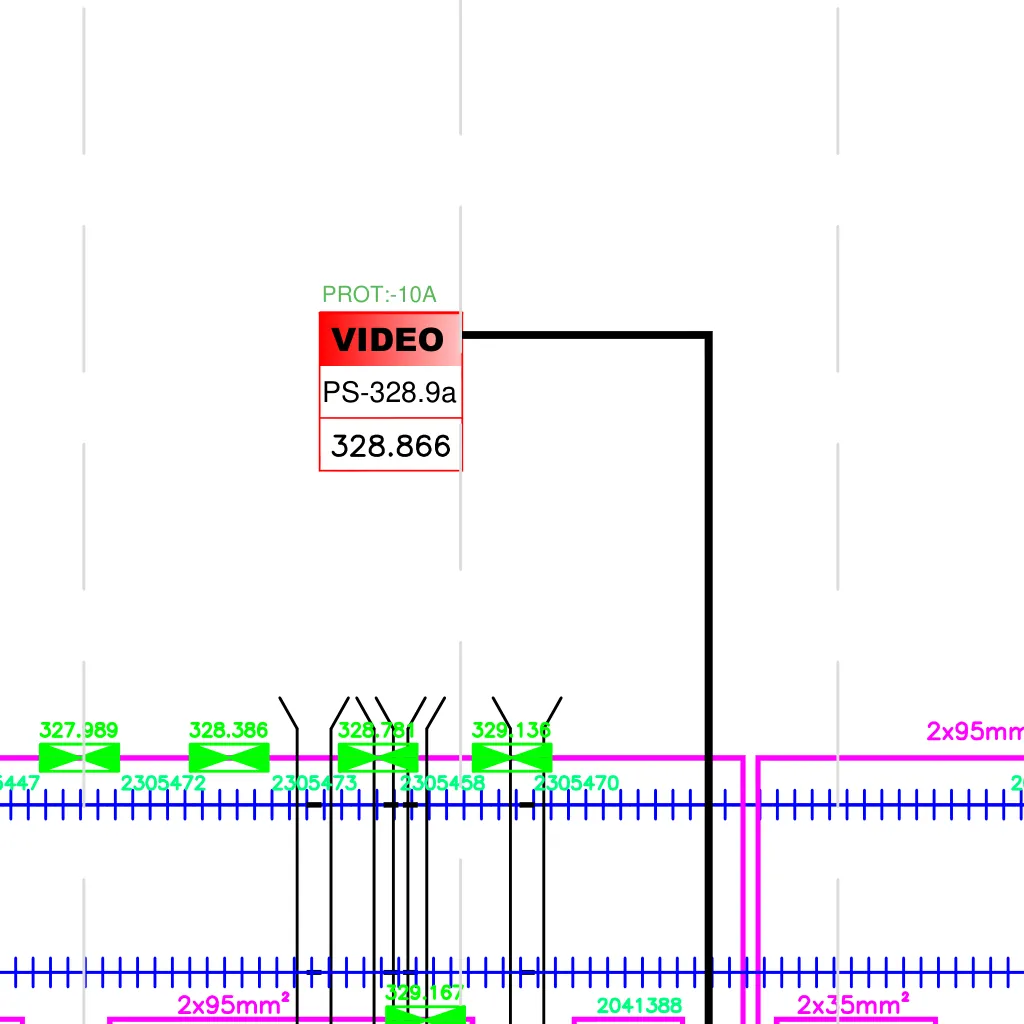 PROT:-10A
VIDEO
PS-328.9a
328.866
327.989 328.386 328.781 329.136 2x95mm
2305472 2305473 2305458 2305470
329.167
2x95mm² 2041388 2x35mm²